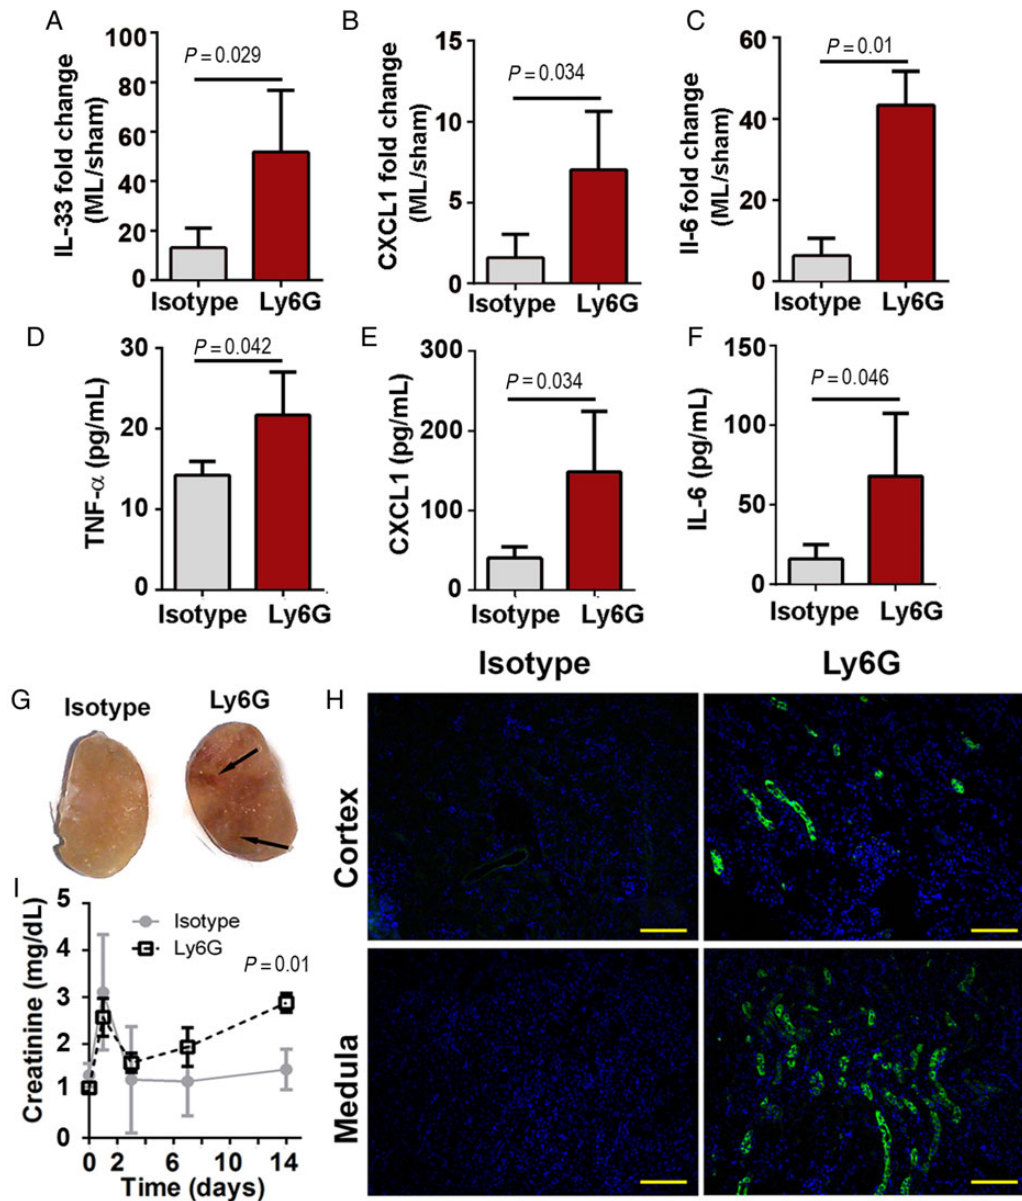 A
IL-33 fold change
(ML/sham)
100
80
60
40
20
0
P = 0.029
Isotype Ly6G
B
CXCL1 fold change
(ML/sham)
15
10
5
0
P = 0.034
Isotype Ly6G
C
Il-6 fold change
(ML/sham)
60
40
20
0
P = 0.01
Isotype Ly6G
D
TNF-α (pg/mL)
30
20
10
0
P = 0.042
Isotype Ly6G
E
CXCL1 (pg/mL)
300
200
100
0
P = 0.034
Isotype Ly6G
F
IL-6 (pg/mL)
150
100
50
0
P = 0.046
Isotype Ly6G
G
Isotype
Ly6G
H
Isotype
Ly6G
Cortex
Medula
I
Creatinine (mg/dL)
5
4
3
2
1
0
Isotype
Ly6G
P = 0.01
0 2 6 10 14
Time (days)